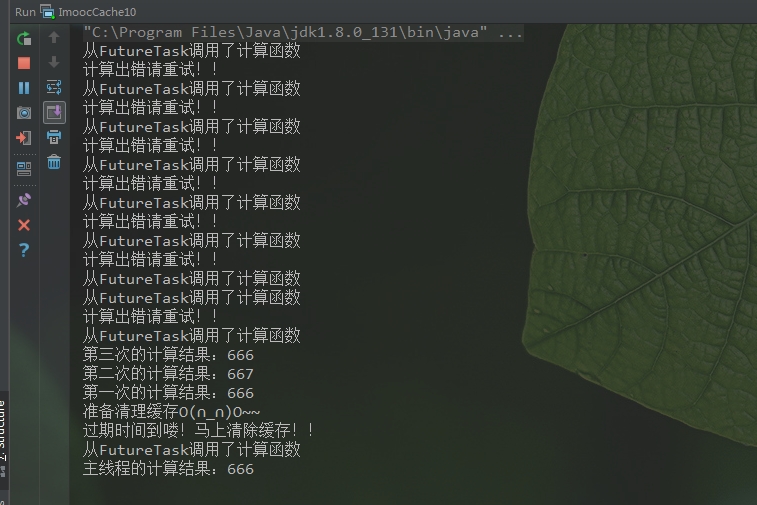 Run ImoocCache10
"C:\Program Files\Java\jdk1.8.0_131\bin\java" ...
从FutureTask调用了计算函数
计算出错请重试！！
从FutureTask调用了计算函数
计算出错请重试！！
从FutureTask调用了计算函数
计算出错请重试！！
从FutureTask调用了计算函数
计算出错请重试！！
从FutureTask调用了计算函数
计算出错请重试！！
从FutureTask调用了计算函数
计算出错请重试！！
从FutureTask调用了计算函数
从FutureTask调用了计算函数
计算出错请重试！！
从FutureTask调用了计算函数
第三次的计算结果：666
第二次的计算结果：667
第一次的计算结果：666
准备清理缓存O(∩_∩)O~~
过期时间到喽！马上清除缓存！！
从FutureTask调用了计算函数
主线程的计算结果：666
7: Structure